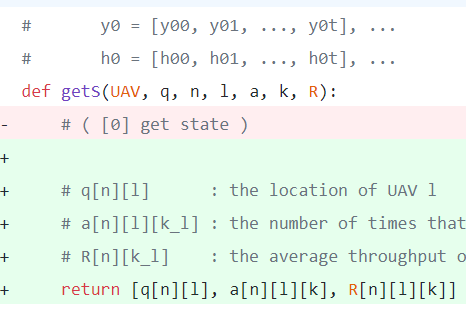 #      y0 = [y00, y01, ..., y0t], ...
#      h0 = [h00, h01, ..., h0t], ...
def getS(UAV, q, n, l, a, k, R):
-    # ( [0] get state )
+
+    # q[n][l]      : the location of UAV l
+    # a[n][l][k_l] : the number of times that
+    # R[n][k_l]    : the average throughput o
+    return [q[n][l], a[n][l][k], R[n][l][k]]